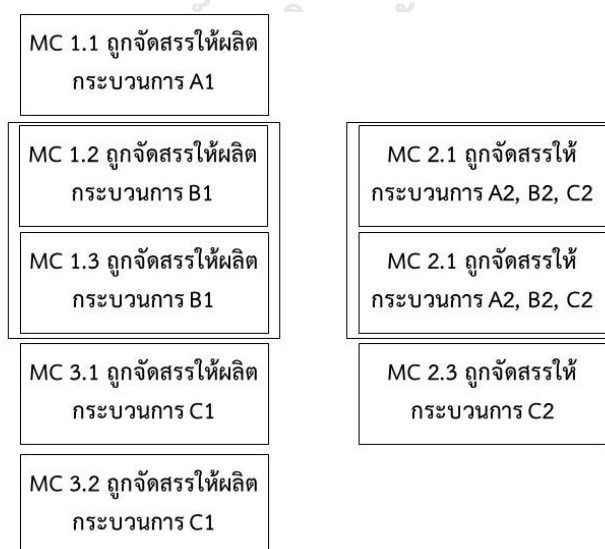 MC 1.1 ถูกจัดสรรให้ผลิต
กระบวนการ A1
MC 1.2 ถูกจัดสรรให้ผลิต
กระบวนการ B1
MC 1.3 ถูกจัดสรรให้ผลิต
กระบวนการ B1
MC 3.1 ถูกจัดสรรให้ผลิต
กระบวนการ C1
MC 3.2 ถูกจัดสรรให้ผลิต
กระบวนการ C1
MC 2.1 ถูกจัดสรรให้
กระบวนการ A2, B2, C2
MC 2.1 ถูกจัดสรรให้
กระบวนการ A2, B2, C2
MC 2.3 ถูกจัดสรรให้
กระบวนการ C2